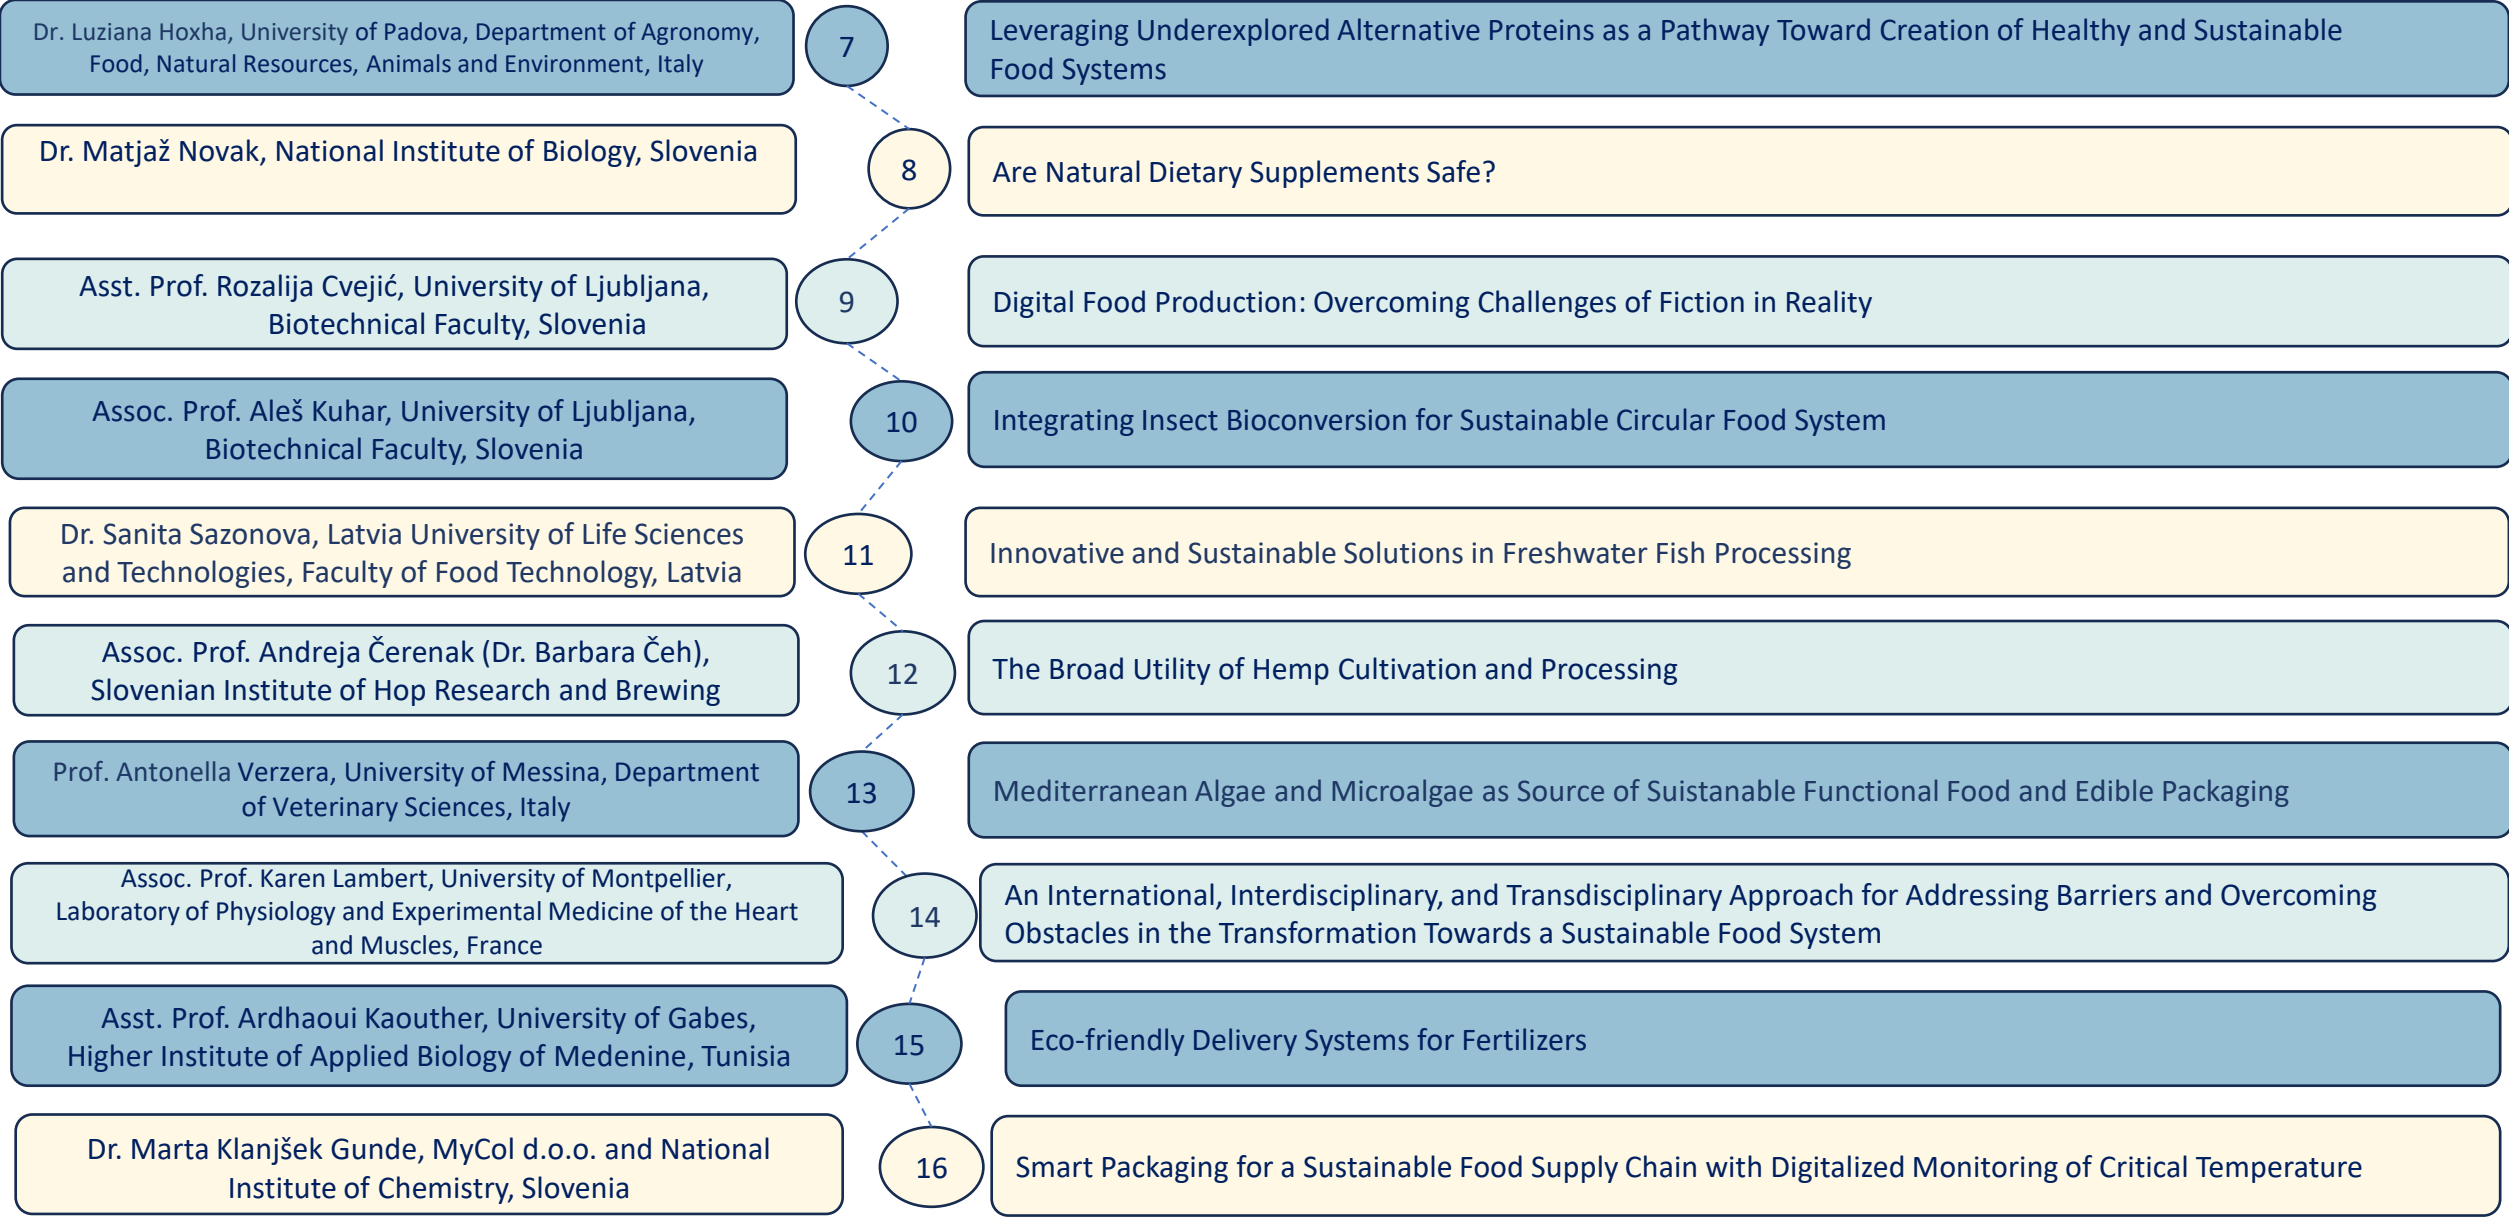 Dr. Luziana Hoxha, University of Padova, Department of Agronomy,
Food, Natural Resources, Animals and Environment, Italy
7
Leveraging Underexplored Alternative Proteins as a Pathway Toward Creation of Healthy and Sustainable
Food Systems
Dr. Matjaž Novak, National Institute of Biology, Slovenia
8
Are Natural Dietary Supplements Safe?
Asst. Prof. Rozalija Cvejić, University of Ljubljana,
Biotechnical Faculty, Slovenia
9
Digital Food Production: Overcoming Challenges of Fiction in Reality
Assoc. Prof. Aleš Kuhar, University of Ljubljana,
Biotechnical Faculty, Slovenia
10
Integrating Insect Bioconversion for Sustainable Circular Food System
Dr. Sanita Sazonova, Latvia University of Life Sciences
and Technologies, Faculty of Food Technology, Latvia
11
Innovative and Sustainable Solutions in Freshwater Fish Processing
Assoc. Prof. Andreja Čerenak (Dr. Barbara Čeh),
Slovenian Institute of Hop Research and Brewing
12
The Broad Utility of Hemp Cultivation and Processing
Prof. Antonella Verzera, University of Messina, Department
of Veterinary Sciences, Italy
13
Mediterranean Algae and Microalgae as Source of Suistanable Functional Food and Edible Packaging
Assoc. Prof. Karen Lambert, University of Montpellier,
Laboratory of Physiology and Experimental Medicine of the Heart
and Muscles, France
14
An International, Interdisciplinary, and Transdisciplinary Approach for Addressing Barriers and Overcoming
Obstacles in the Transformation Towards a Sustainable Food System
Asst. Prof. Ardhaoui Kaouther, University of Gabes,
Higher Institute of Applied Biology of Medenine, Tunisia
15
Eco-friendly Delivery Systems for Fertilizers
Dr. Marta Klanjšek Gunde, MyCol d.o.o. and National
Institute of Chemistry, Slovenia
16
Smart Packaging for a Sustainable Food Supply Chain with Digitalized Monitoring of Critical Temperature